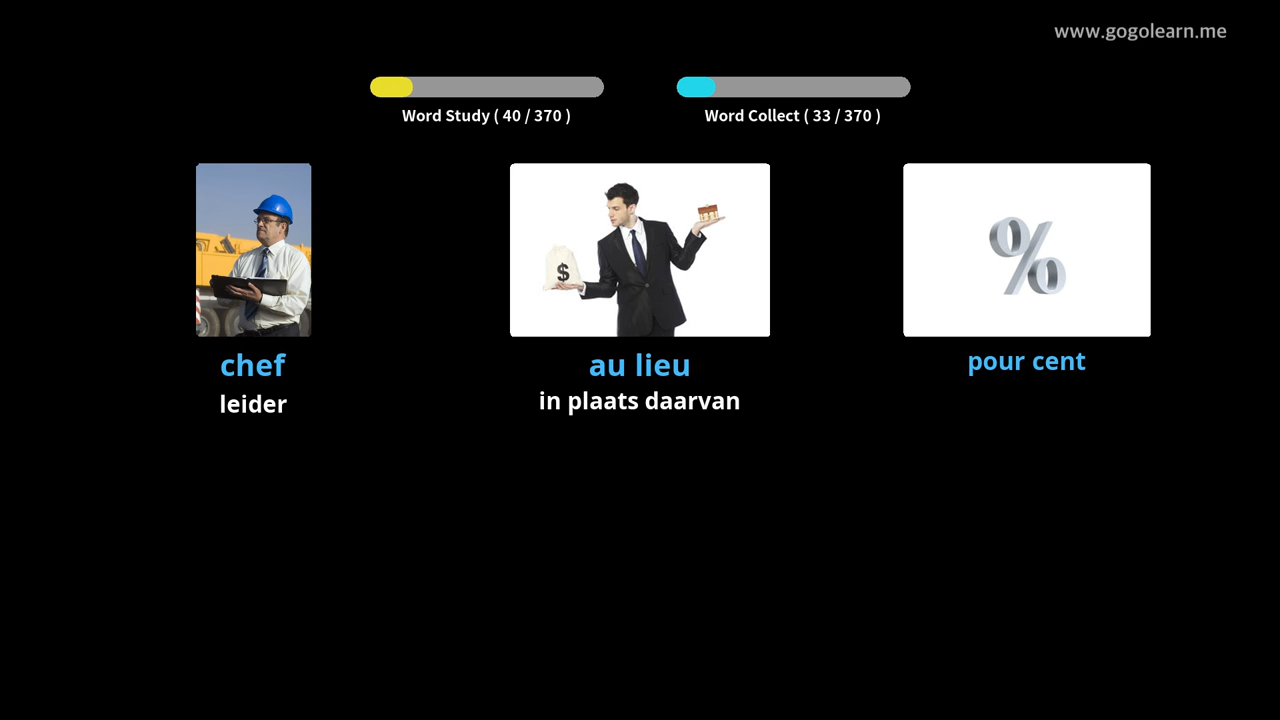 www.gogolearn.me
Word Study ( 40 / 370 )
Word Collect ( 33 / 370 )
$
%
chef
leider
au lieu
in plaats daarvan
pour cent